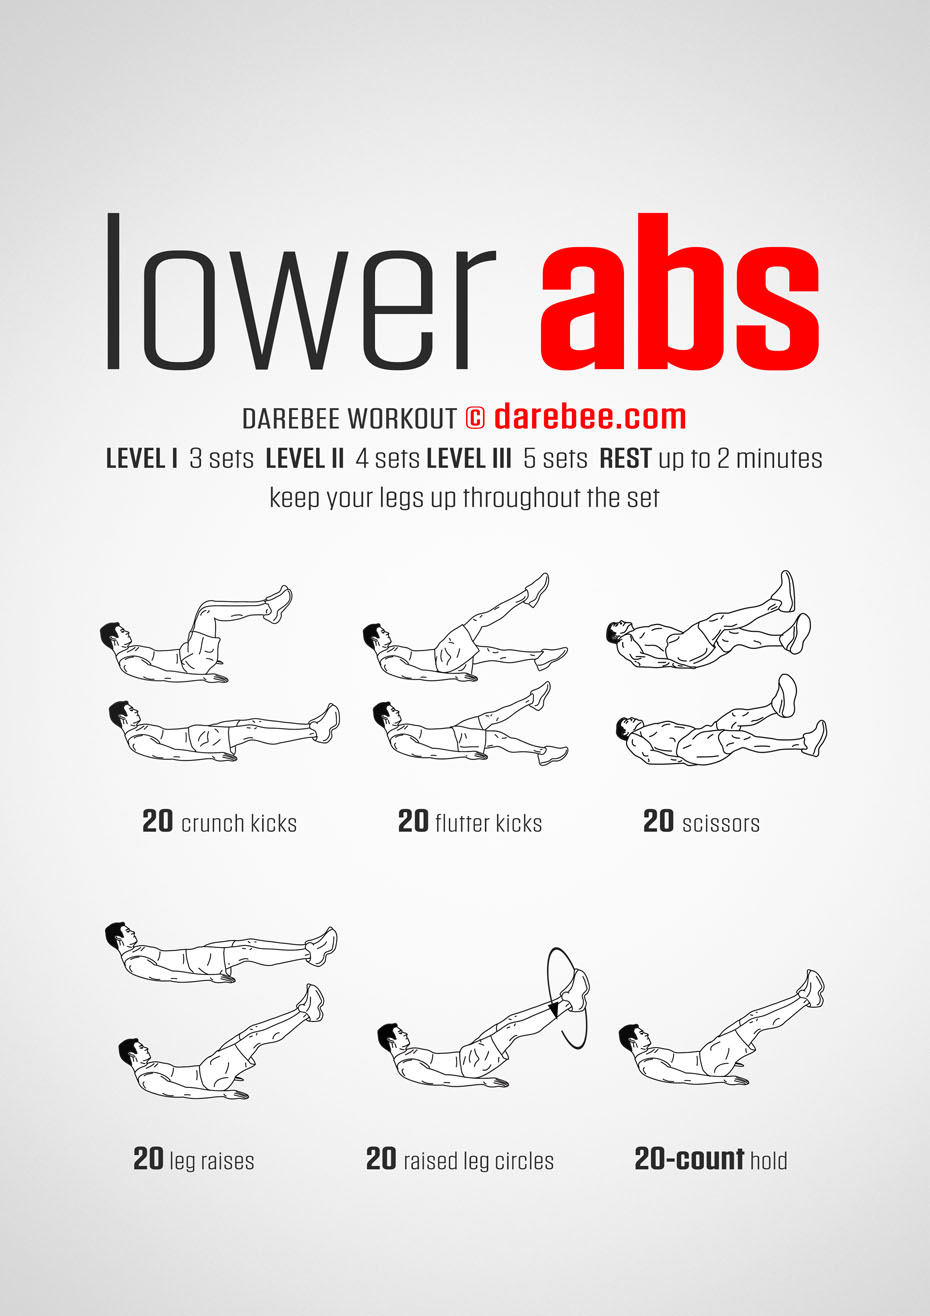 lower abs
DAREBEE WORKOUT © darebee.com
LEVEL I 3 sets LEVEL II 4 sets LEVEL III 5 sets REST up to 2 minutes
keep your legs up throughout the set
20 crunch kicks
20 flutter kicks
20 scissors
20 leg raises
20 raised leg circles
20-count hold